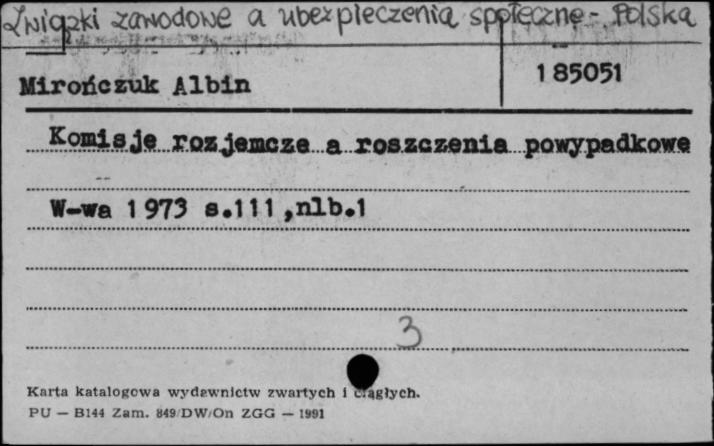 Związki zawodowe a ubezpieczenia społeczne - Polska
Mirończuk Albin
185051
Komisje rozjemcze a roszczenia powypadkowe
W-wa 1973 s.111,nlb.1
3
Karta katalogowa wydawnictw zwartych i ciągłych.
PU — B144 Zam. 849/DW/On ZGG — 1991